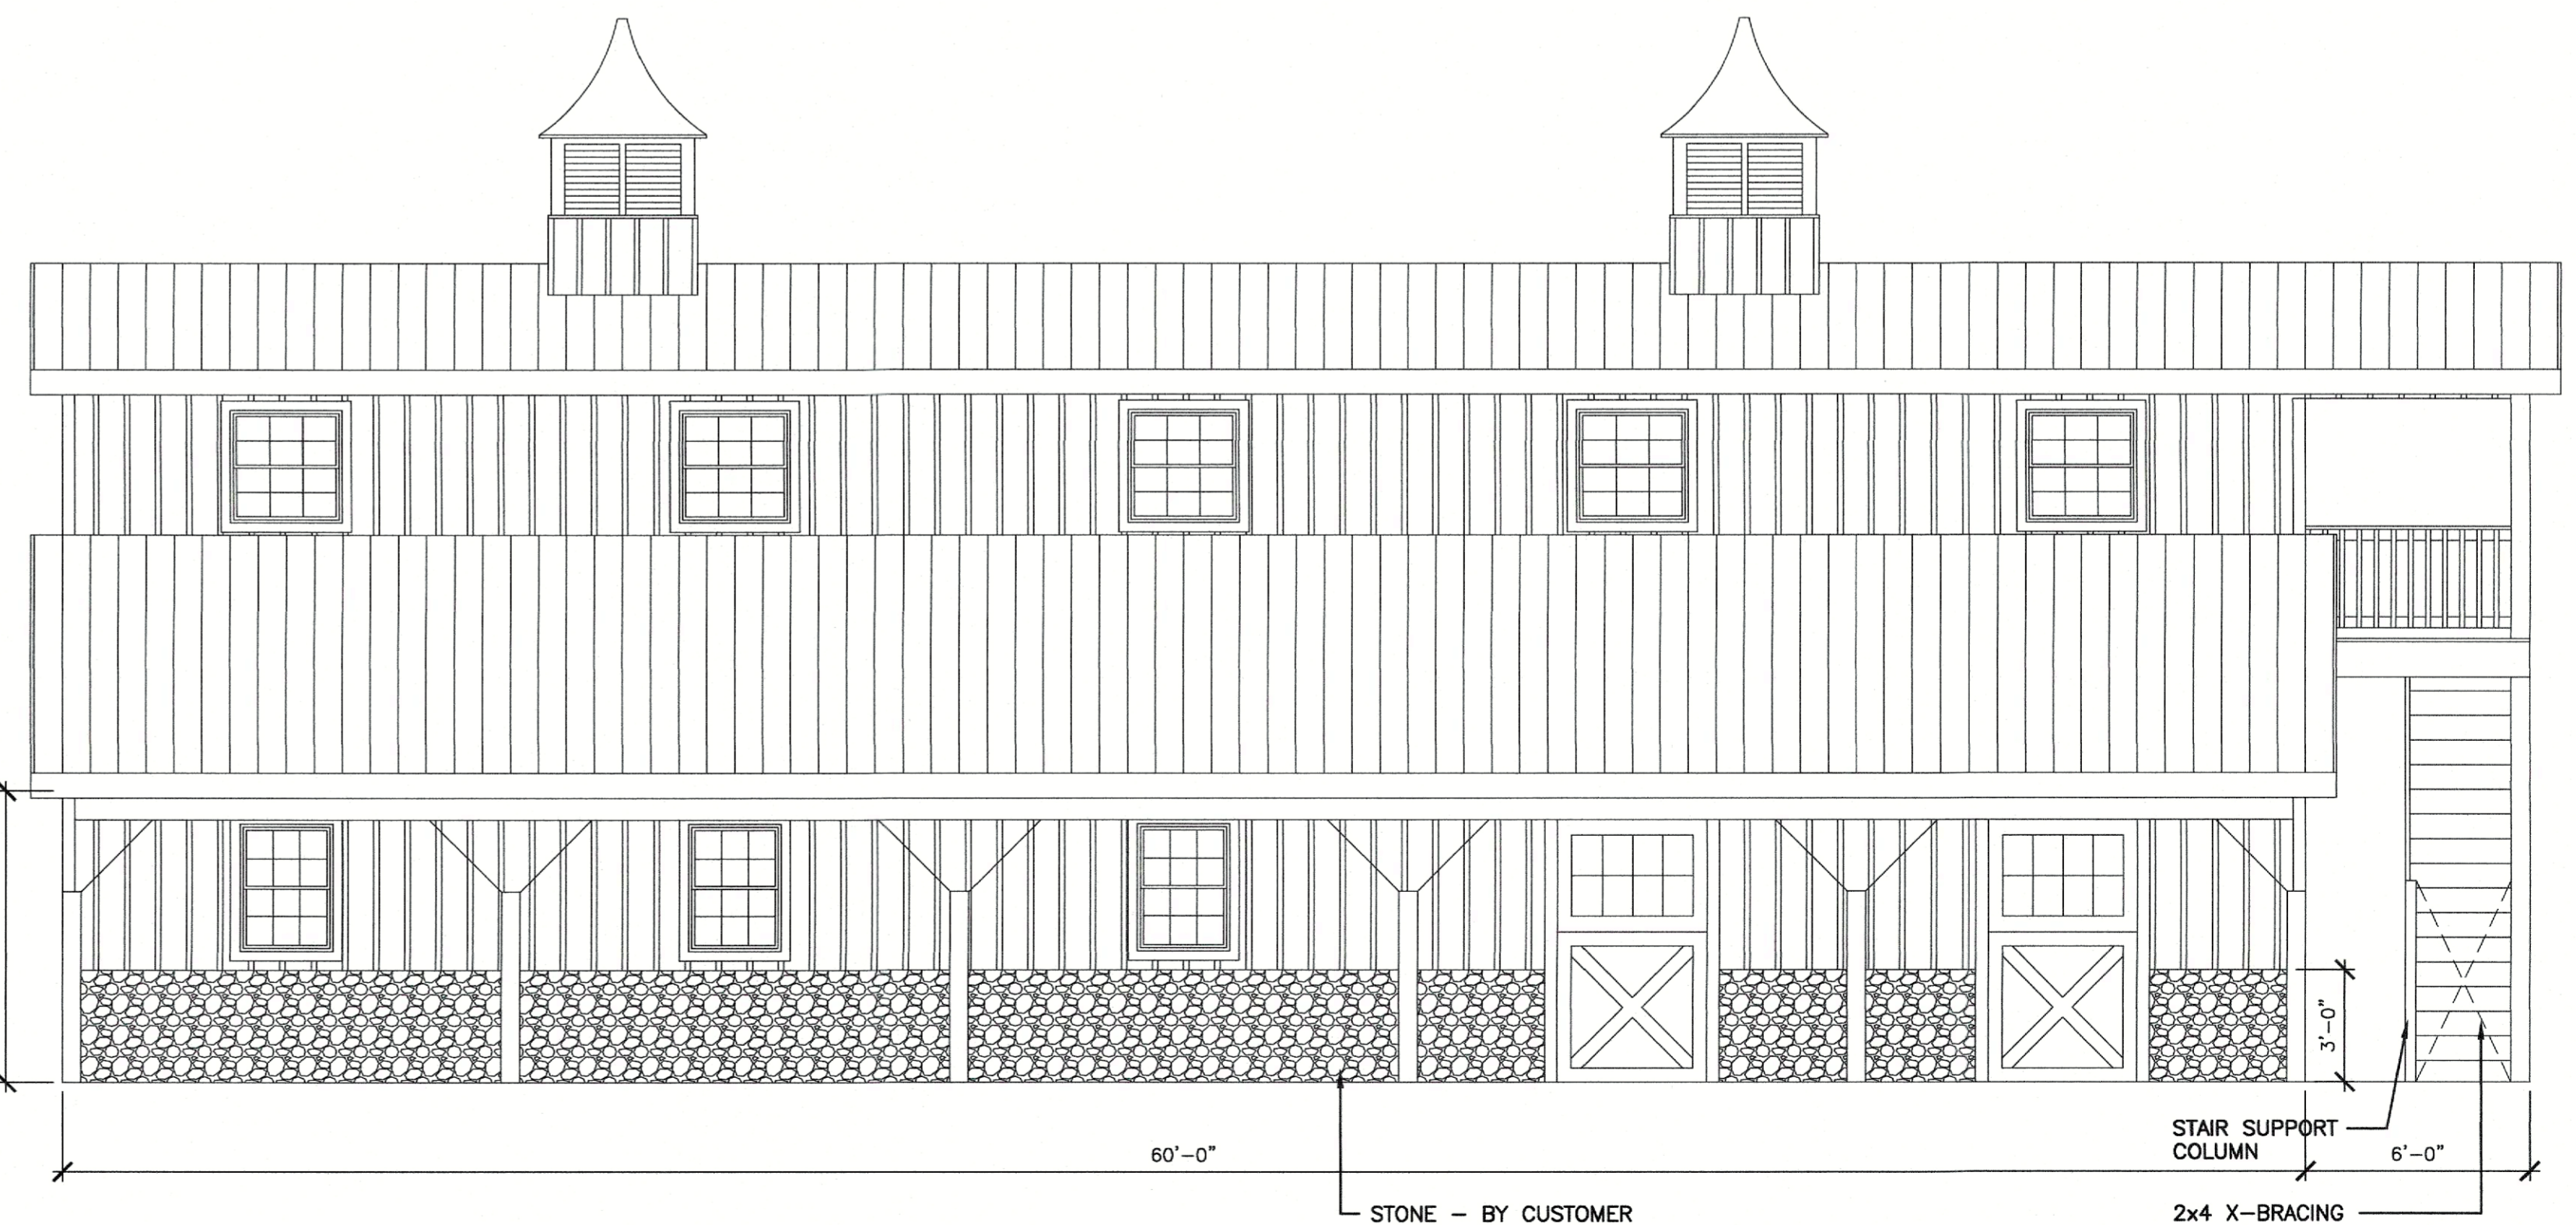 3'-0"
STAIR SUPPORT
COLUMN
60'-0"
6'-0"
STONE - BY CUSTOMER
2x4 X-BRACING